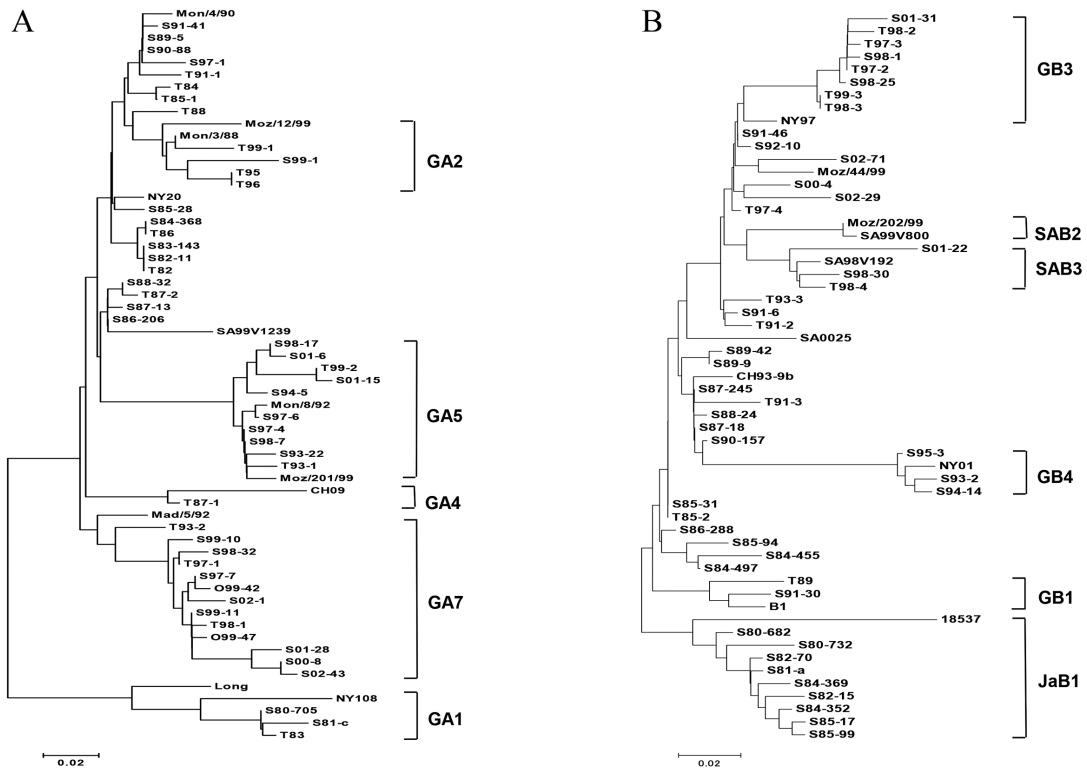 A
Mon/4/90
S91-41
S89-5
S90-88
S97-1
T91-1
T84
T85-1
T88
Moz/12/99
Mon/3/88
T99-1
S99-1
T95
T96
GA2
NY20
S85-28
S84-368
T86
S83-143
S82-11
T82
S88-32
T87-2
S87-13
S86-206
SA99V1239
S98-17
S01-6
T99-2
S01-15
S94-5
Mon/8/92
S97-6
S97-4
S98-7
S93-22
T93-1
Moz/201/99
GA5
CH09
T87-1
GA4
Mad/5/92
T93-2
S99-10
S98-32
T97-1
S97-7
O99-42
S02-1
S99-11
T98-1
O99-47
S01-28
S00-8
S02-43
GA7
Long
NY108
S80-705
S81-c
T83
GA1
0.02
B
S01-31
T98-2
T97-3
S98-1
T97-2
S98-25
T99-3
T98-3
NY97
GB3
S91-46
S92-10
S02-71
Moz/44/99
S00-4
S02-29
T97-4
Moz/202/99
SA99V800
SAB2
S01-22
SA98V192
S98-30
T98-4
SAB3
T93-3
S91-6
T91-2
SA0025
S89-42
S89-9
CH93-9b
S87-245
T91-3
S88-24
S87-18
S90-157
S95-3
NY01
S93-2
S94-14
GB4
S85-31
T85-2
S86-288
S85-94
S84-455
S84-497
T89
S91-30
B1
GB1
18537
S80-682
S80-732
S82-70
S81-a
S84-369
S82-15
S84-352
S85-17
S85-99
JaB1
0.02